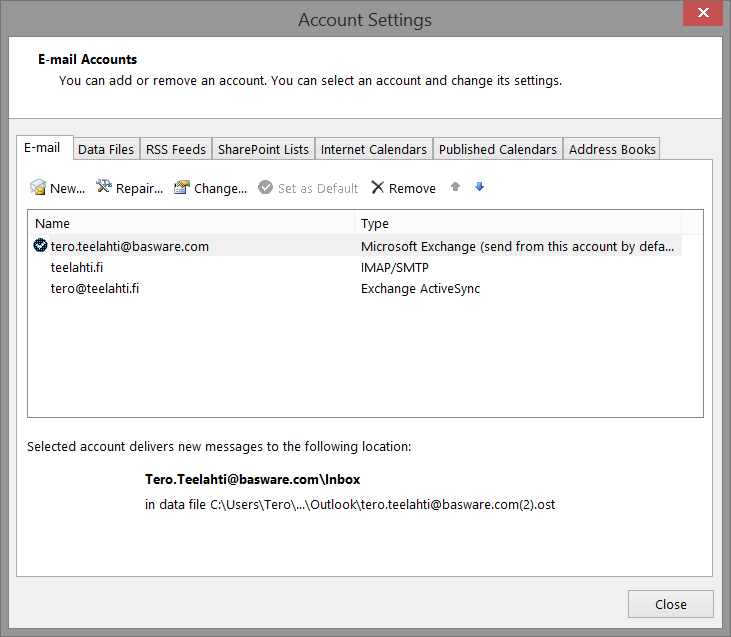 Account Settings
E-mail Accounts
You can add or remove an account. You can select an account and change its settings.
E-mail Data Files RSS Feeds SharePoint Lists Internet Calendars Published Calendars Address Books
New... Repair... Change... Set as Default Remove
Name Type
tero.teelahti@basware.com Microsoft Exchange (send from this account by defa...
teelahti.fi IMAP/SMTP
tero@teelahti.fi Exchange ActiveSync
Selected account delivers new messages to the following location:
Tero.Teelahti@basware.com\Inbox
in data file C:\Users\Tero\...\Outlook\tero.teelahti@basware.com(2).ost
Close